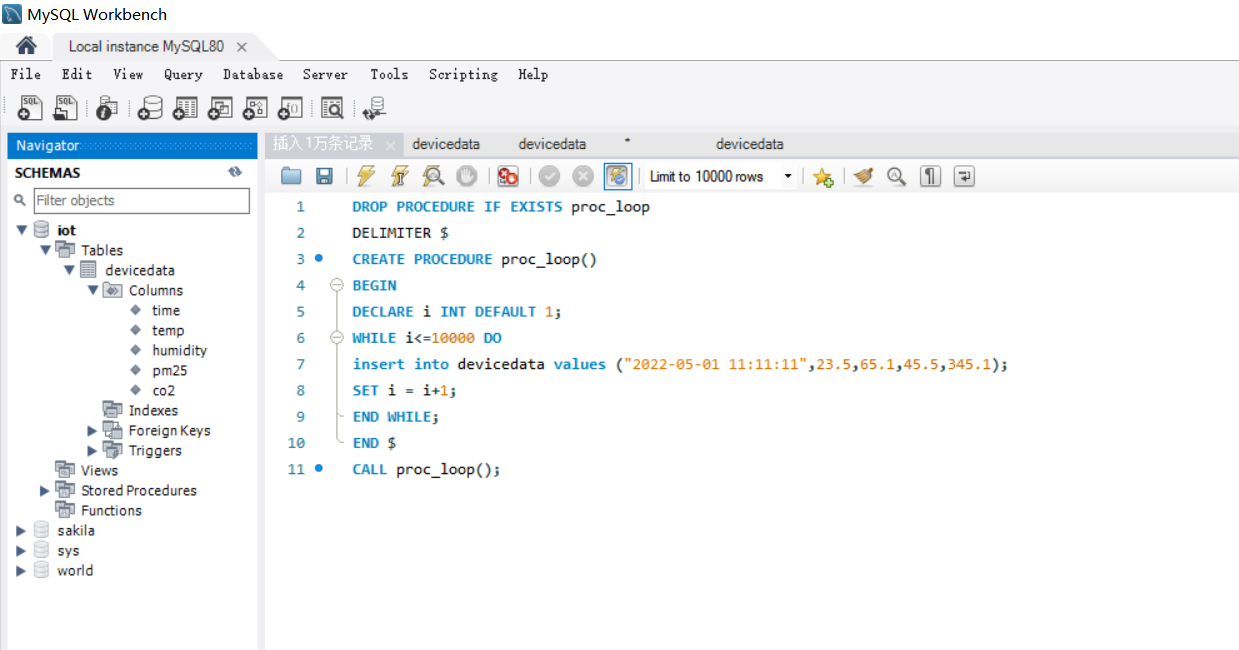 MySQL Workbench
Local instance MySQL80
File Edit View Query Database Server Tools Scripting Help
Navigator
插入1万条记录 devicedata devicedata * devicedata
SCHEMAS
Limit to 10000 rows
Filter objects
iot
Tables
devicedata
Columns
time
temp
humidity
pm25
co2
Indexes
Foreign Keys
Triggers
Views
Stored Procedures
Functions
sakila
sys
world
1 DROP PROCEDURE IF EXISTS proc_loop
2 DELIMITER $
3 CREATE PROCEDURE proc_loop()
4 BEGIN
5 DECLARE i INT DEFAULT 1;
6 WHILE i<=10000 DO
7 insert into devicedata values ("2022-05-01 11:11:11",23.5,65.1,45.5,345.1);
8 SET i = i+1;
9 END WHILE;
10 END $
11 CALL proc_loop();